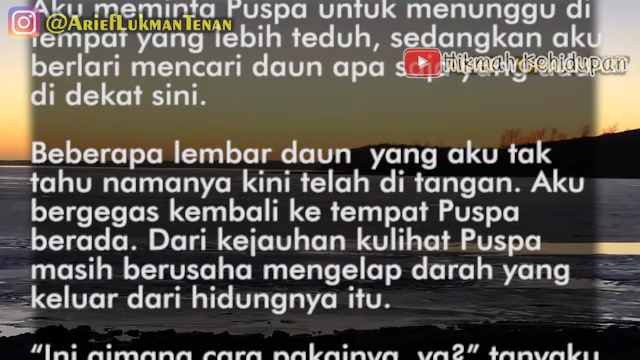 @AriefLukmanTenan
Aku meminta Puspa untuk menunggu di
tempat yang lebih teduh, sedangkan aku
berlari mencari daun apa
Hikmah Kehidupan
di dekat sini.
Beberapa lembar daun yang aku tak
tahu namanya kini telah di tangan. Aku
bergegas kembali ke tempat Puspa
berada. Dari kejauhan kulihat Puspa
masih berusaha mengelap darah yang
keluar dari hidungnya itu.
“Ini gimana cara pakainya, ya?” tanyaku